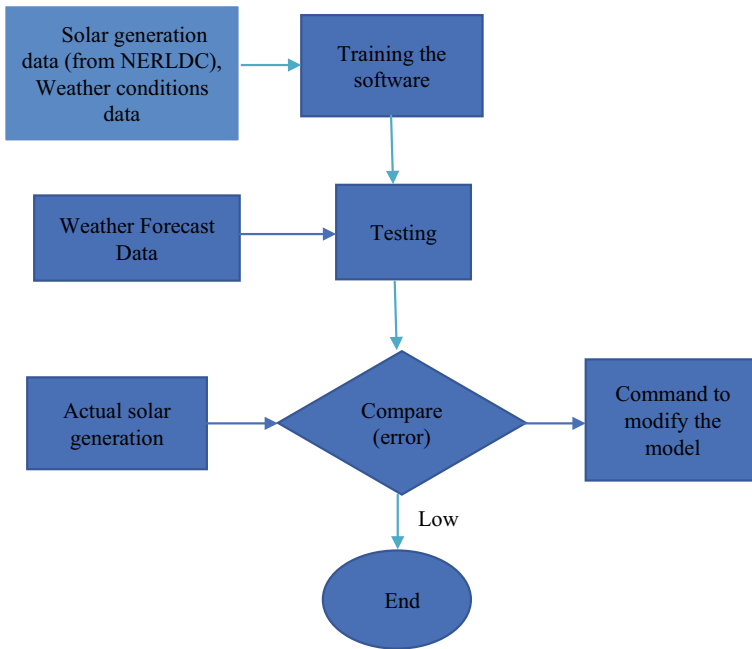 Solar generation
data (from NERLDC),
Weather conditions
data
Training the
software
Weather Forecast
Data
Testing
Actual solar
generation
Compare
(error)
Command to
modify the
model
Low
End